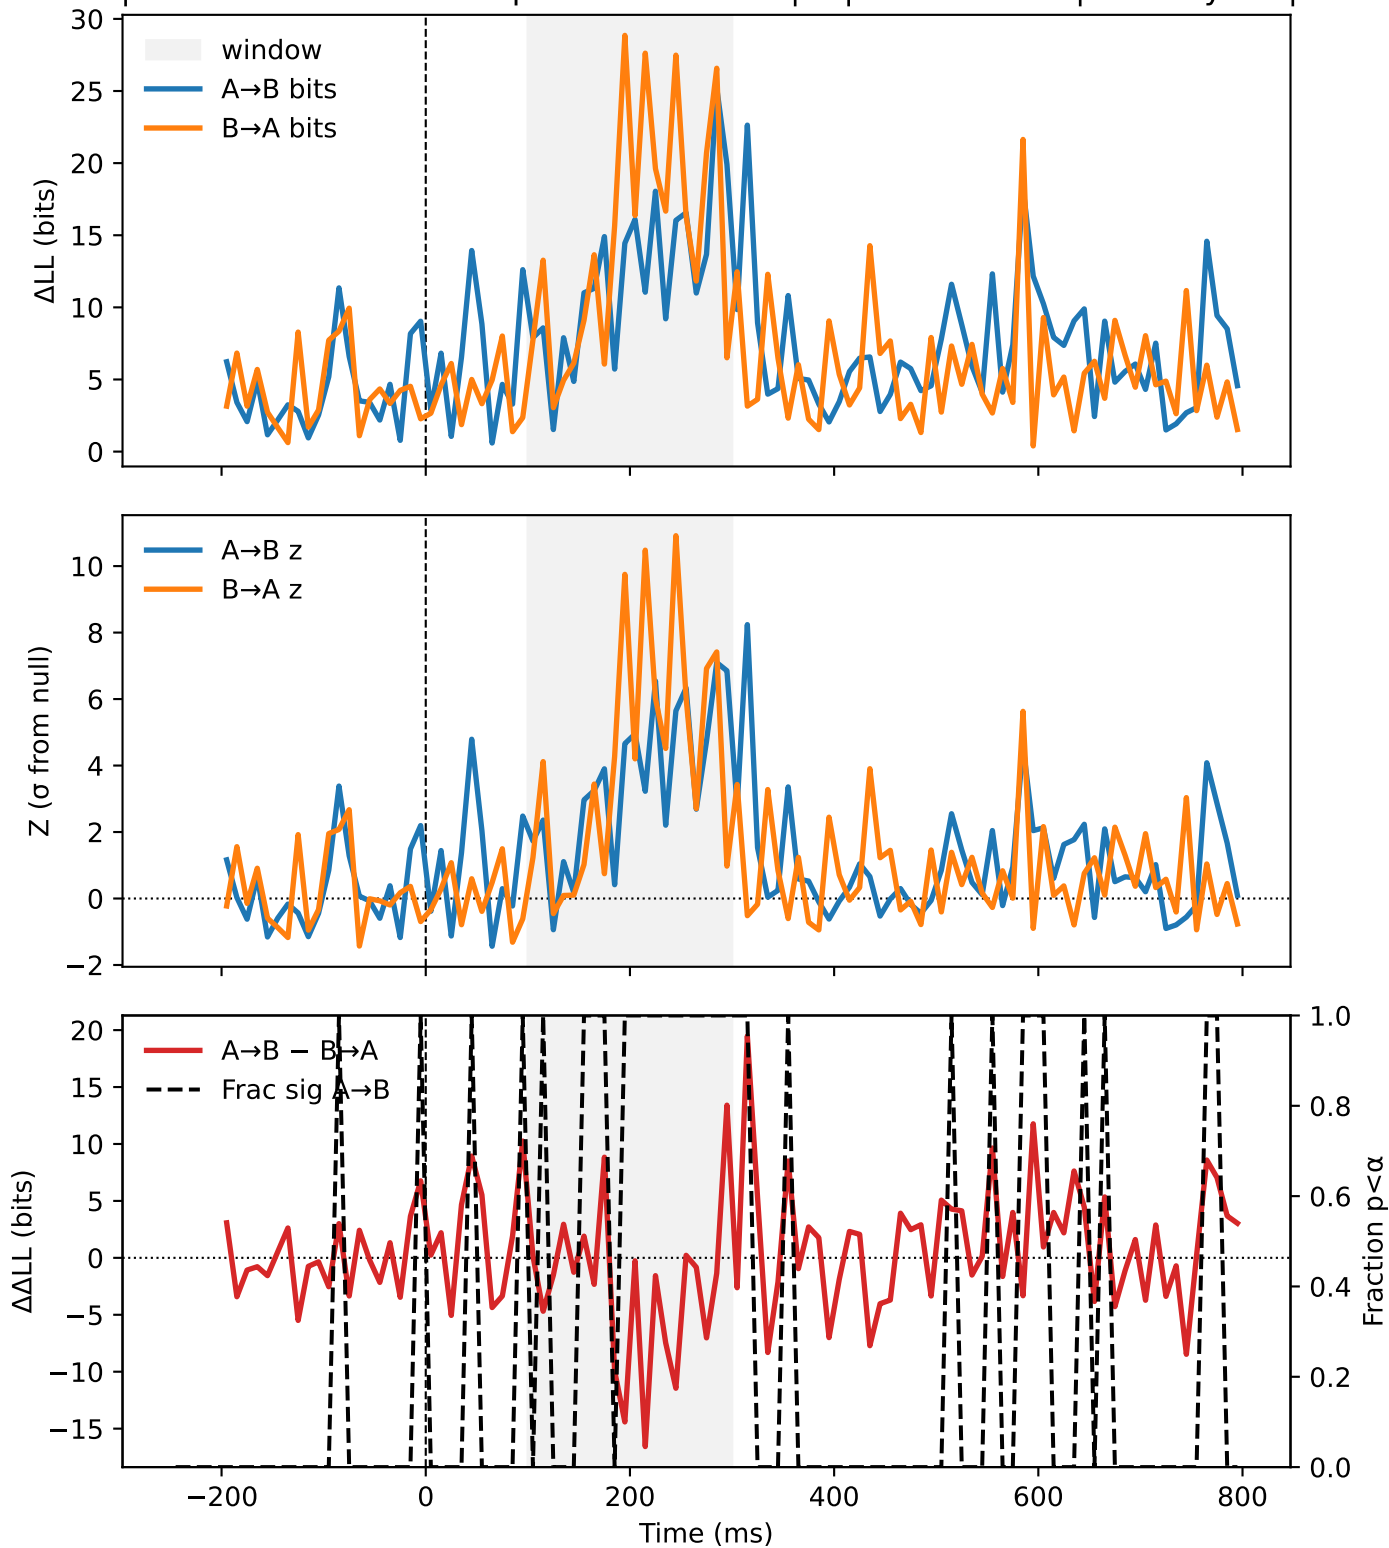 30
25
20
15
10
5
0
ΔLL (bits)
window
A→B bits
B→A bits
10
8
6
4
2
0
−2
Z (σ from null)
A→B z
B→A z
20
15
10
5
0
−5
−10
−15
ΔΔLL (bits)
A→B − B→A
Frac sig A→B
1.0
0.8
0.6
0.4
0.2
0.0
Fraction p<α
−200 0 200 400 600 800
Time (ms)